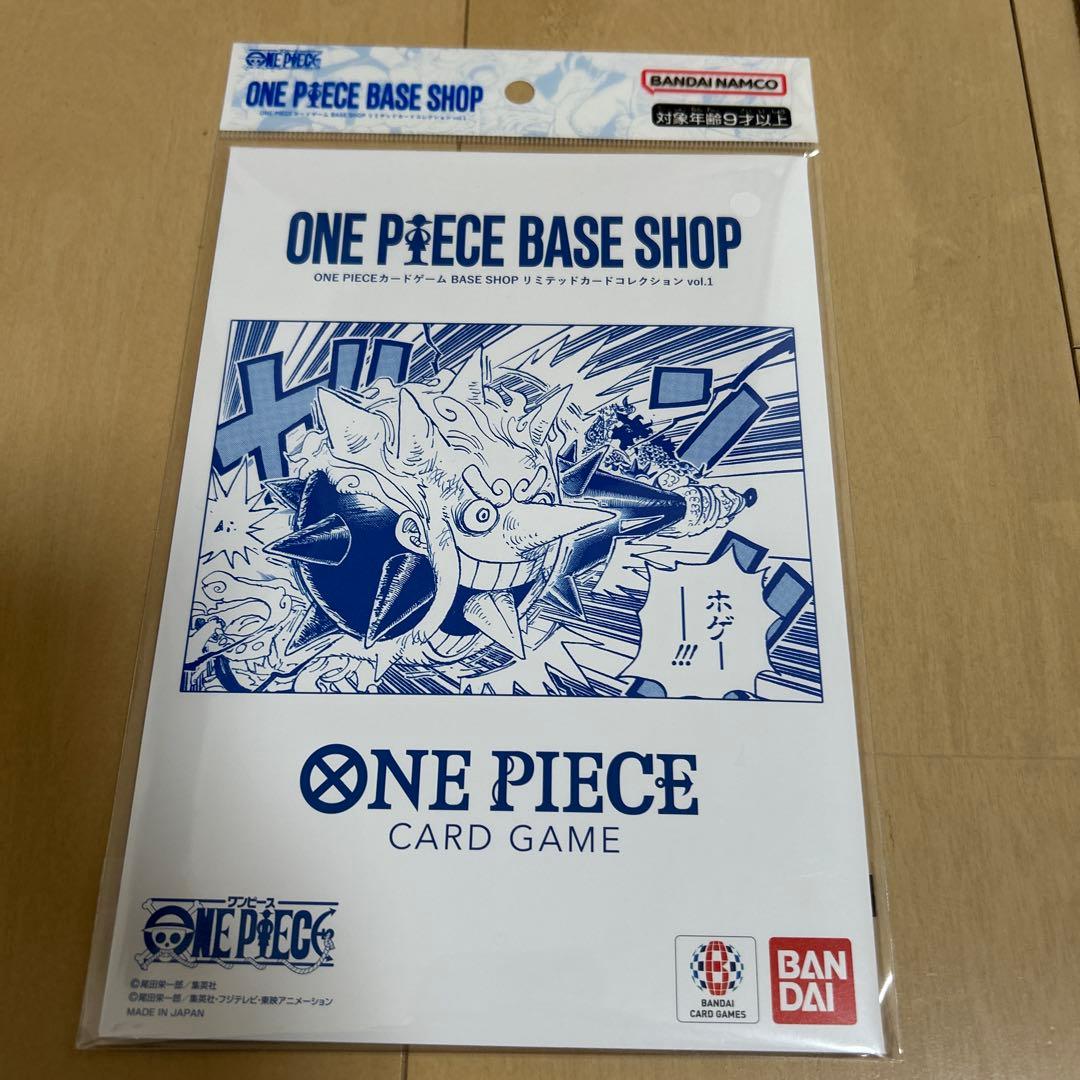 ONE PIECE
ONE PIECE BASE SHOP
ONE PIECEカードゲーム BASE SHOP リミテッドカードコレクション vol.1
BANDAI NAMCO
対象年齢9才以上
ONE PIECE BASE SHOP
ONE PIECEカードゲーム BASE SHOP リミテッドカードコレクション vol.1
ホゲーーー!!!
ONE PIECE
CARD GAME
ワンピース
ONE PIECE
©尾田栄一郎/集英社
©尾田栄一郎/集英社・フジテレビ・東映アニメーション
MADE IN JAPAN
BANDAI
CARD GAMES
BAN
DAI